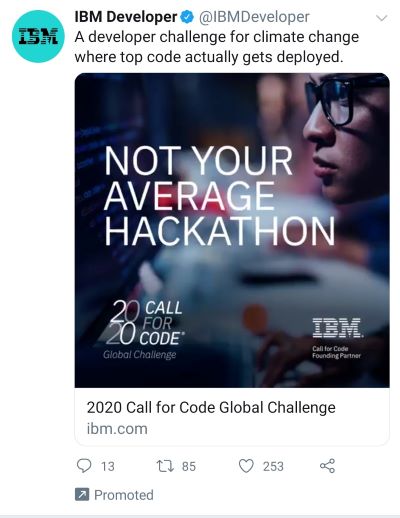 IBM Developer @IBMDeveloper
A developer challenge for climate change
where top code actually gets deployed.
IBM
NOT YOUR
AVERAGE
HACKATHON
2020 CALL
FOR
CODE®
Global Challenge
IBM.
Call for Code
Founding Partner
2020 Call for Code Global Challenge
ibm.com
13 85 253
Promoted